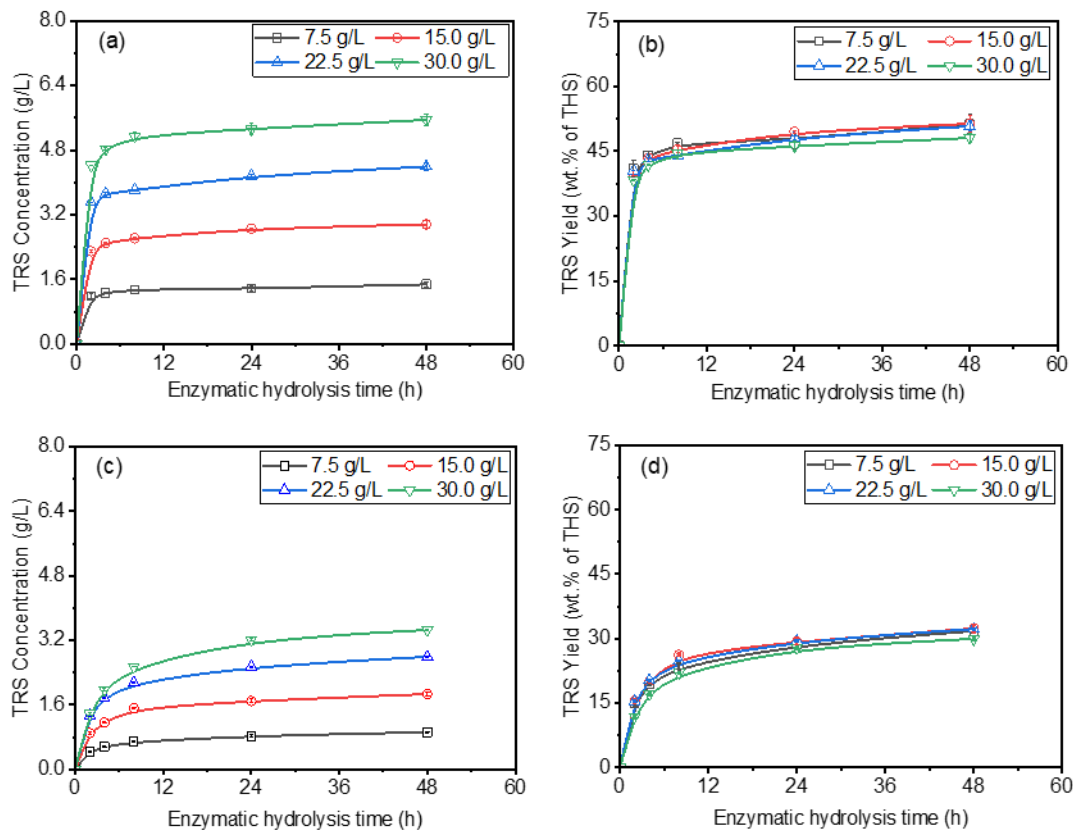 (a)
7.5 g/L 15.0 g/L
22.5 g/L 30.0 g/L
TRS Concentration (g/L)
8.0
6.4
4.8
3.2
1.6
0.0
0 12 24 36 48 60
Enzymatic hydrolysis time (h)
(b)
7.5 g/L 15.0 g/L
22.5 g/L 30.0 g/L
TRS Yield (wt.% of THS)
75
60
45
30
15
0
0 12 24 36 48 60
Enzymatic hydrolysis time (h)
(c)
7.5 g/L 15.0 g/L
22.5 g/L 30.0 g/L
TRS Concentration (g/L)
8.0
6.4
4.8
3.2
1.6
0.0
0 12 24 36 48 60
Enzymatic hydrolysis time (h)
(d)
7.5 g/L 15.0 g/L
22.5 g/L 30.0 g/L
TRS Yield (wt.% of THS)
75
60
45
30
15
0
0 12 24 36 48 60
Enzymatic hydrolysis time (h)